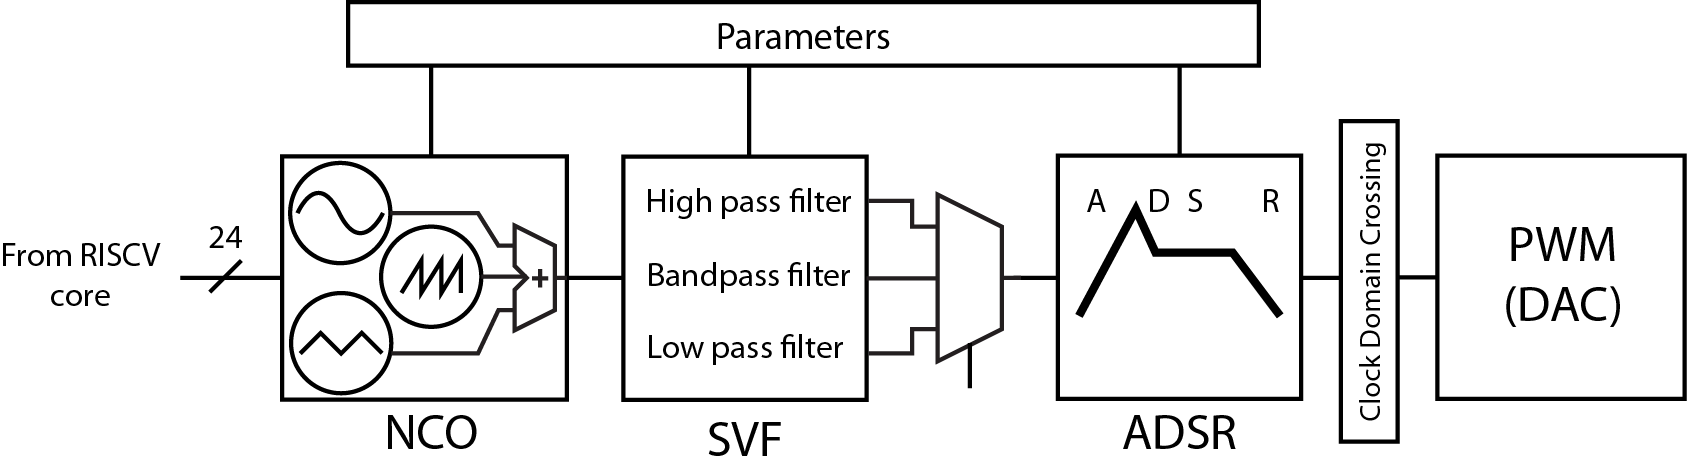 Parameters
From RISCV
core
24
+
High pass filter
Bandpass filter
Low pass filter
A D S R
Clock Domain Crossing
PWM
(DAC)
NCO
SVF
ADSR